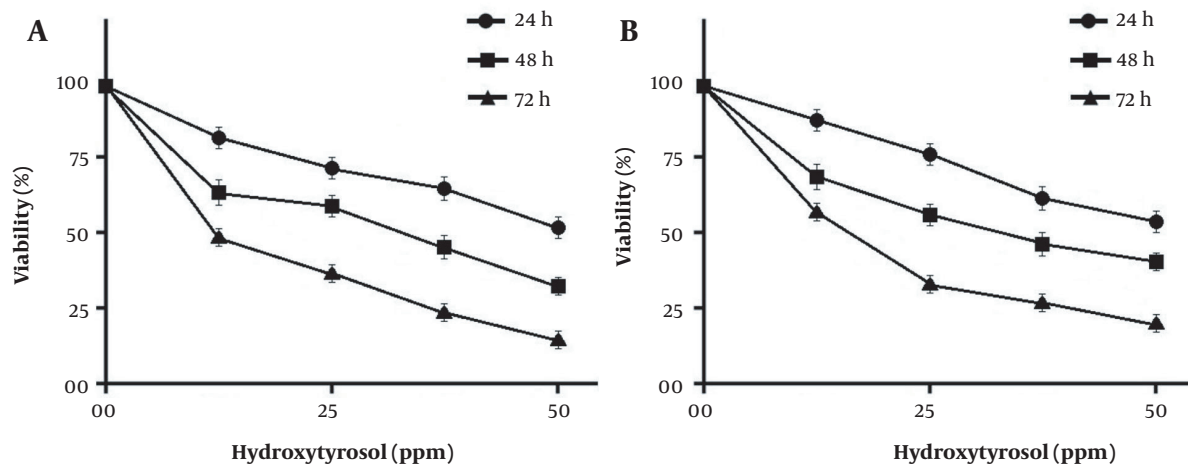 A
24 h
48 h
72 h
100
75
50
25
00
Viability (%)
00
25
50
Hydroxytyrosol (ppm)
B
24 h
48 h
72 h
100
75
50
25
00
Viability (%)
00
25
50
Hydroxytyrosol (ppm)